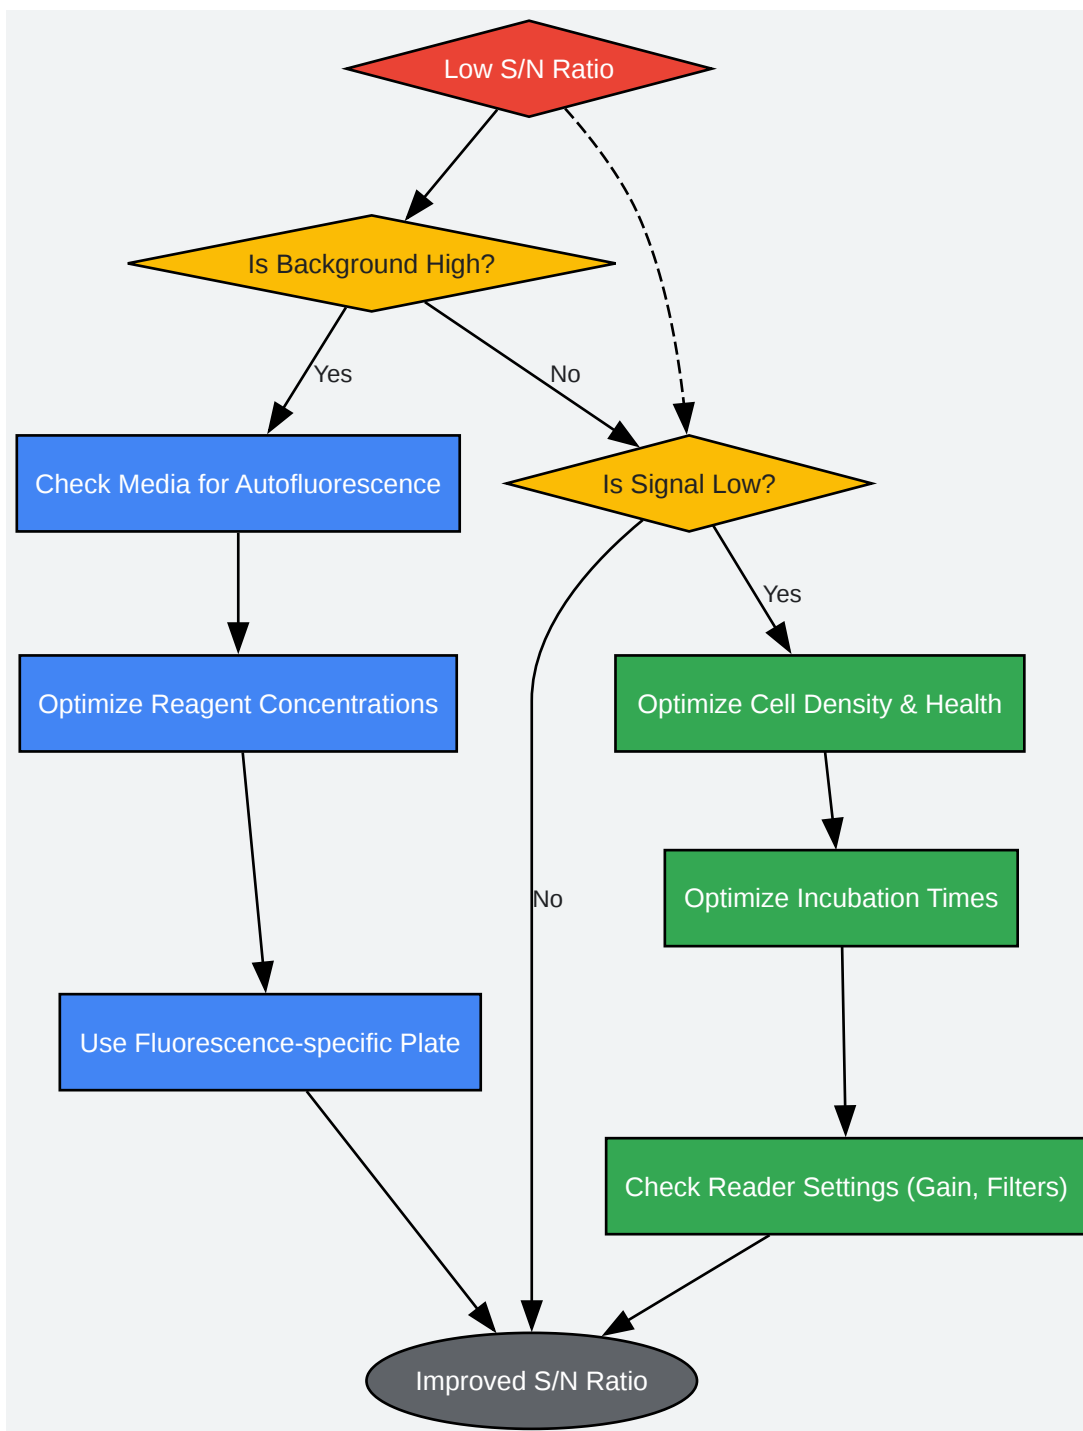 Low S/N Ratio
Is Background High?
Yes
No
Check Media for Autofluorescence
Is Signal Low?
Yes
Optimize Reagent Concentrations
Optimize Cell Density & Health
No
Optimize Incubation Times
Use Fluorescence-specific Plate
Check Reader Settings (Gain, Filters)
Improved S/N Ratio